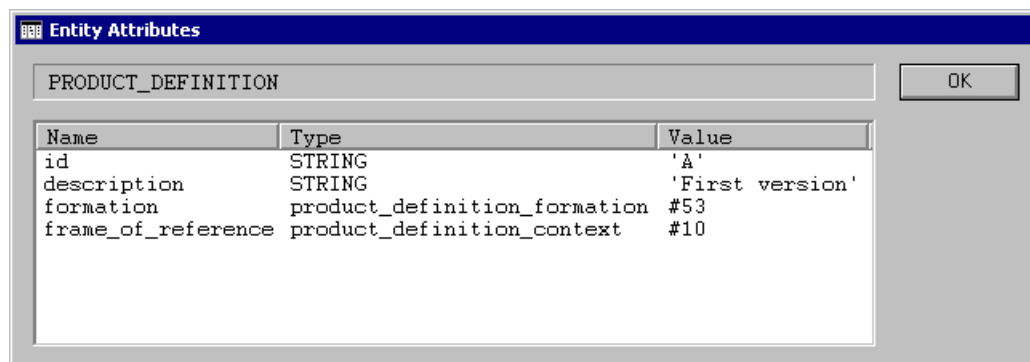 Entity Attributes
PRODUCT_DEFINITION
OK
Name Type Value
id STRING 'A'
description STRING 'First version'
formation product_definition_formation #53
frame_of_reference product_definition_context #10